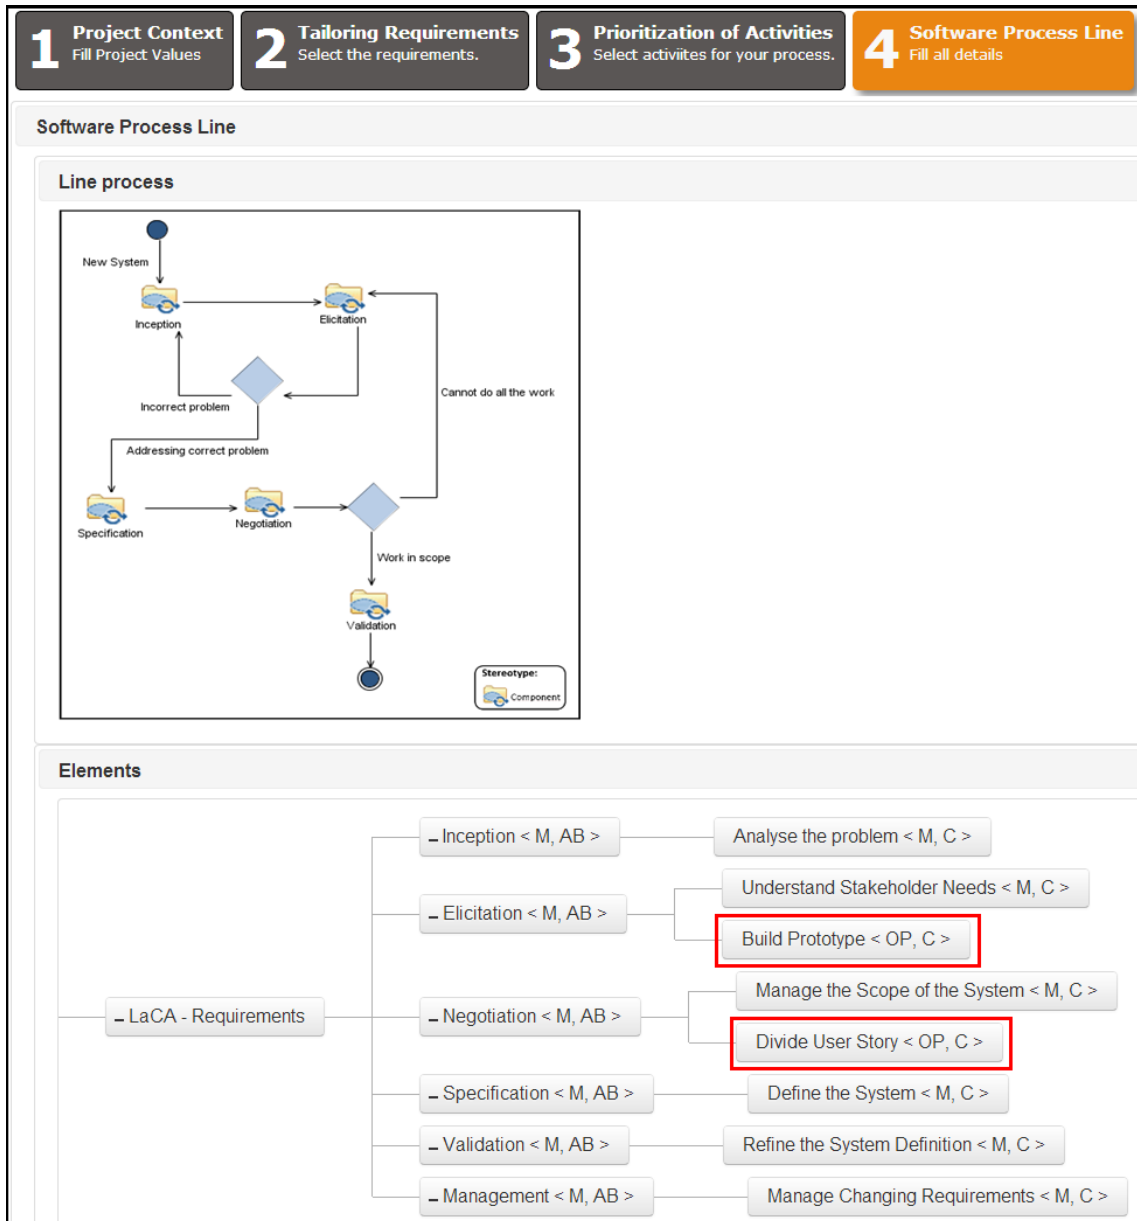 1 Project Context
Fill Project Values
2 Tailoring Requirements
Select the requirements.
3 Prioritization of Activities
Select activiites for your process.
4 Software Process Line
Fill all details
Software Process Line
Line process
New System
Inception
Elicitation
Incorrect problem
Cannot do all the work
Addressing correct problem
Specification
Negotiation
Work in scope
Validation
Stereotype:
Component
Elements
– Inception < M, AB >
Analyse the problem < M, C >
Understand Stakeholder Needs < M, C >
– Elicitation < M, AB >
Build Prototype < OP, C >
Manage the Scope of the System < M, C >
– LaCA - Requirements
– Negotiation < M, AB >
Divide User Story < OP, C >
– Specification < M, AB >
Define the System < M, C >
– Validation < M, AB >
Refine the System Definition < M, C >
– Management < M, AB >
Manage Changing Requirements < M, C >